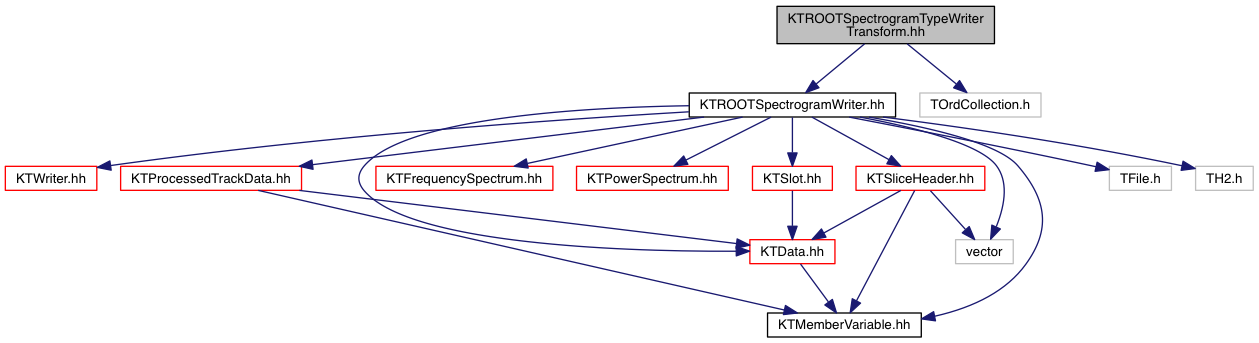 KTROOTSpectrogramTypeWriter
Transform.hh
KTROOTSpectrogramWriter.hh
TOrdCollection.h
KTWriter.hh
KTProcessedTrackData.hh
KTFrequencySpectrum.hh
KTPowerSpectrum.hh
KTSlot.hh
KTSliceHeader.hh
TFile.h
TH2.h
KTData.hh
vector
KTMemberVariable.hh